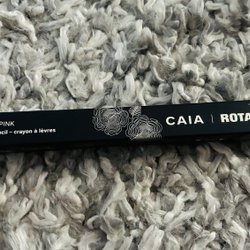 PINK
cil - crayon à lèvres
CAIA | ROTA